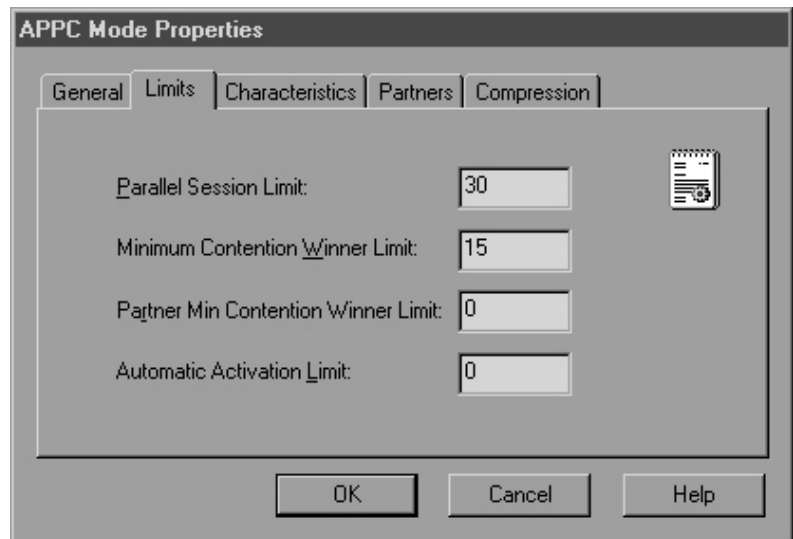 APPC Mode Properties
General Limits Characteristics Partners Compression
Parallel Session Limit: 30
Minimum Contention Winner Limit: 15
Partner Min Contention Winner Limit: 0
Automatic Activation Limit: 0
OK Cancel Help